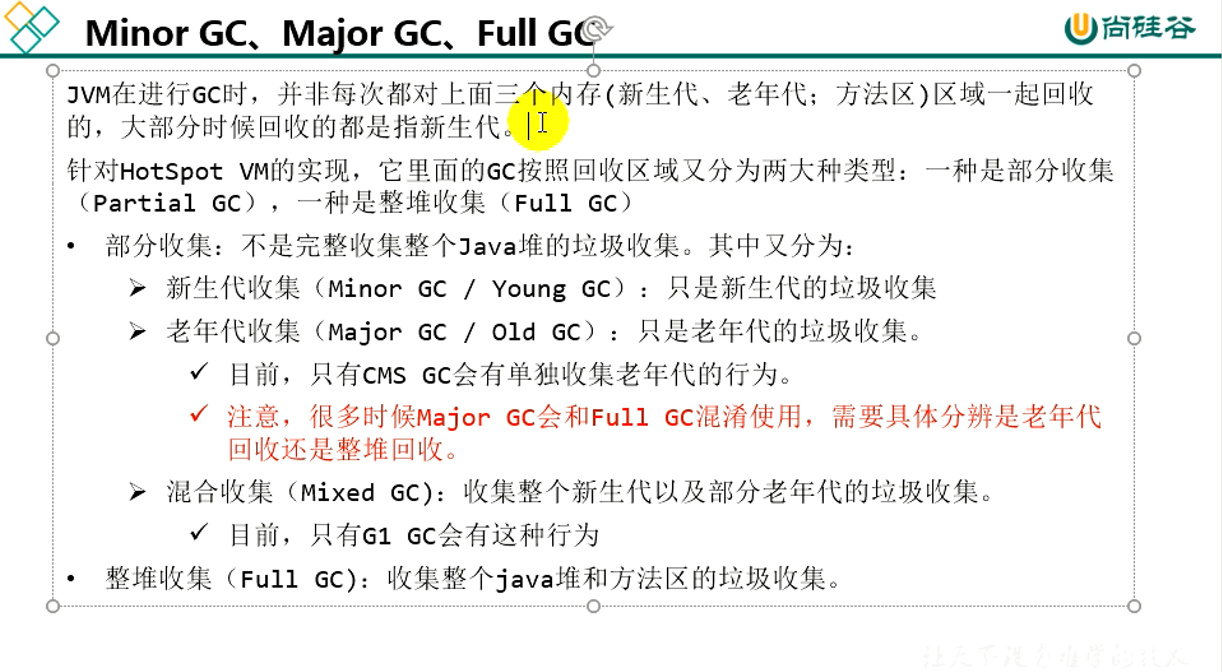 Minor GC、Major GC、Full GC
尚硅谷
JVM在进行GC时，并非每次都对上面三个内存(新生代、老年代；方法区)区域一起回收
的，大部分时候回收的都是指新生代。
针对HotSpot VM的实现，它里面的GC按照回收区域又分为两大种类型：一种是部分收集
（Partial GC），一种是整堆收集（Full GC）
• 部分收集：不是完整收集整个Java堆的垃圾收集。其中又分为：
➢ 新生代收集（Minor GC / Young GC）：只是新生代的垃圾收集
➢ 老年代收集（Major GC / Old GC）：只是老年代的垃圾收集。
✓ 目前，只有CMS GC会有单独收集老年代的行为。
✓ 注意，很多时候Major GC会和Full GC混淆使用，需要具体分辨是老年代
回收还是整堆回收。
➢ 混合收集（Mixed GC)：收集整个新生代以及部分老年代的垃圾收集。
✓ 目前，只有G1 GC会有这种行为
• 整堆收集（Full GC)：收集整个java堆和方法区的垃圾收集。